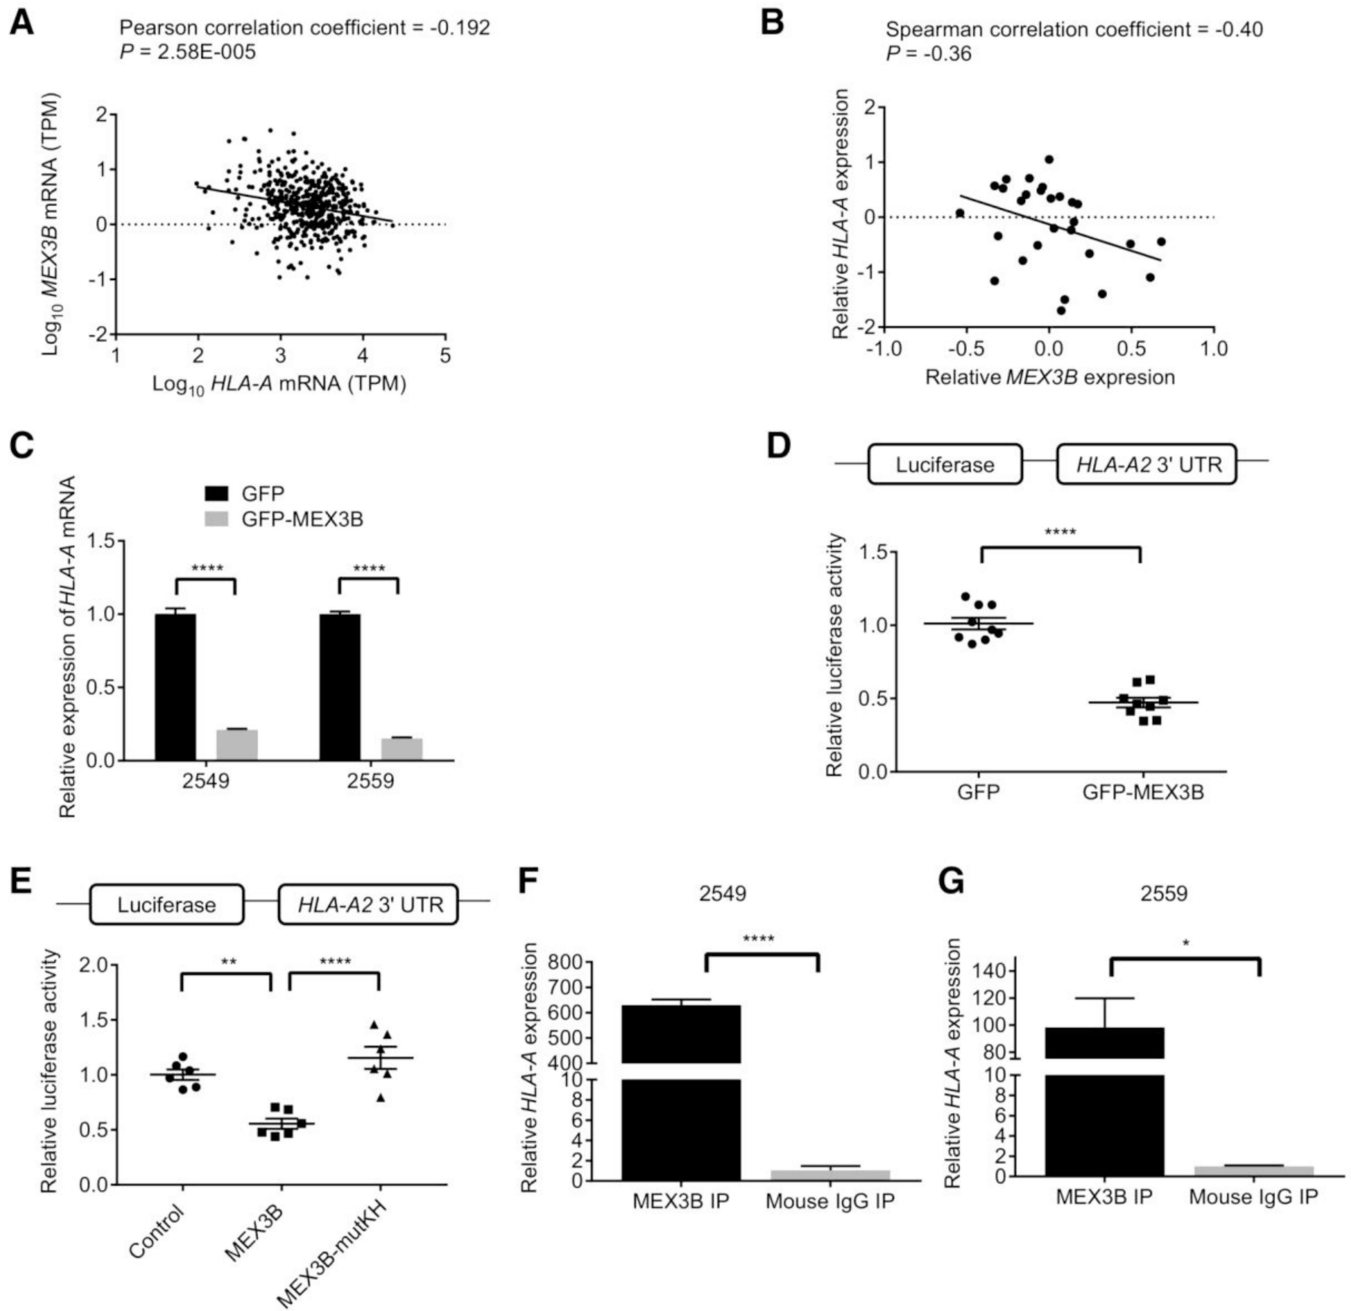 A
Pearson correlation coefficient = -0.192
P = 2.58E-005
Log10 MEX3B mRNA (TPM)
2
1
0
-1
-2
1 2 3 4 5
Log10 HLA-A mRNA (TPM)
B
Spearman correlation coefficient = -0.40
P = -0.36
Relative HLA-A expression
2
1
0
-1
-2
-1.0 -0.5 0.0 0.5 1.0
Relative MEX3B expresion
C
GFP
GFP-MEX3B
Relative expression of HLA-A mRNA
1.5
1.0
0.5
0.0
**** ****
2549 2559
D
Luciferase HLA-A2 3' UTR
****
Relative luciferase activity
1.5
1.0
0.5
0.0
GFP GFP-MEX3B
E
Luciferase HLA-A2 3' UTR
** ****
Relative luciferase activity
2.0
1.5
1.0
0.5
0.0
Control MEX3B MEX3B-mutKH
F
2549
****
Relative HLA-A expression
800
700
600
500
400
10
8
6
4
2
0
MEX3B IP Mouse IgG IP
G
2559
*
Relative HLA-A expression
140
120
100
80
10
8
6
4
2
0
MEX3B IP Mouse IgG IP